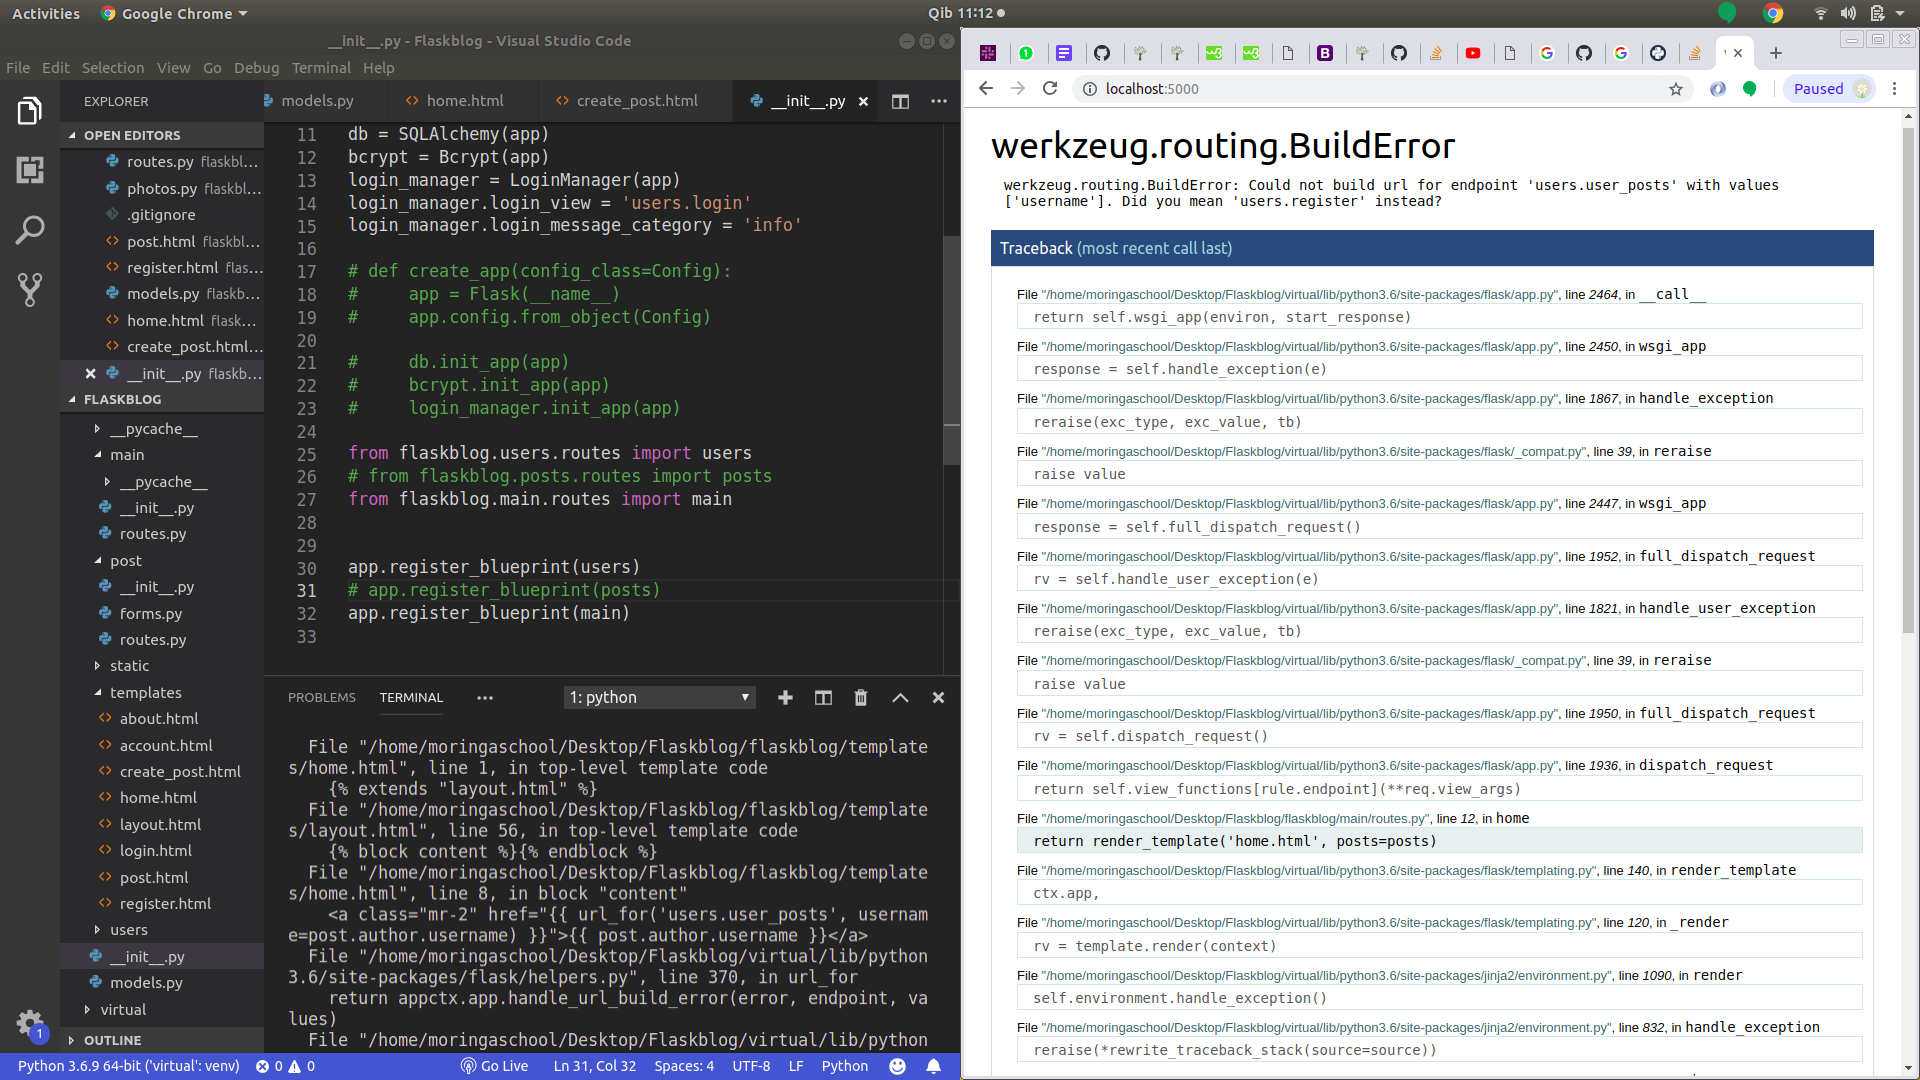 Activities
Google Chrome
Qib 11:12
__init__.py - Flaskblog - Visual Studio Code
File Edit Selection View Go Debug Terminal Help
EXPLORER
OPEN EDITORS
routes.py flaskbl...
photos.py flaskbl...
.gitignore
post.html flaskbl...
register.html flas...
models.py flaskb...
home.html flask...
create_post.html...
__init__.py flaskb...
FLASKBLOG
__pycache__
main
__pycache__
__init__.py
routes.py
post
__init__.py
forms.py
routes.py
static
templates
about.html
account.html
create_post.html
home.html
layout.html
login.html
post.html
register.html
users
__init__.py
models.py
virtual
OUTLINE
models.py home.html create_post.html __init__.py
11 db = SQLAlchemy(app)
12 bcrypt = Bcrypt(app)
13 login_manager = LoginManager(app)
14 login_manager.login_view = 'users.login'
15 login_manager.login_message_category = 'info'
16
17 # def create_app(config_class=Config):
18 #     app = Flask(__name__)
19 #     app.config.from_object(Config)
20
21 #     db.init_app(app)
22 #     bcrypt.init_app(app)
23 #     login_manager.init_app(app)
24
25 from flaskblog.users.routes import users
26 # from flaskblog.posts.routes import posts
27 from flaskblog.main.routes import main
28
29
30 app.register_blueprint(users)
31 # app.register_blueprint(posts)
32 app.register_blueprint(main)
33
PROBLEMS TERMINAL ••• 1: python
File "/home/moringaschool/Desktop/Flaskblog/flaskblog/template
s/home.html", line 1, in top-level template code
{% extends "layout.html" %}
File "/home/moringaschool/Desktop/Flaskblog/flaskblog/template
s/layout.html", line 56, in top-level template code
{% block content %}{% endblock %}
File "/home/moringaschool/Desktop/Flaskblog/flaskblog/template
s/home.html", line 8, in block "content"
<a class="mr-2" href="{{ url_for('users.user_posts', usernam
e=post.author.username) }}">{{ post.author.username }}</a>
File "/home/moringaschool/Desktop/Flaskblog/virtual/lib/python
3.6/site-packages/flask/helpers.py", line 370, in url_for
return appctx.app.handle_url_build_error(error, endpoint, va
lues)
File "/home/moringaschool/Desktop/Flaskblog/virtual/lib/python
1
Python 3.6.9 64-bit ('virtual': venv) 0 0 Go Live Ln 31, Col 32 Spaces: 4 UTF-8 LF Python
localhost:5000
Paused
werkzeug.routing.BuildError
werkzeug.routing.BuildError: Could not build url for endpoint 'users.user_posts' with values
['username']. Did you mean 'users.register' instead?
Traceback (most recent call last)
File "/home/moringaschool/Desktop/Flaskblog/virtual/lib/python3.6/site-packages/flask/app.py", line 2464, in __call__
return self.wsgi_app(environ, start_response)
File "/home/moringaschool/Desktop/Flaskblog/virtual/lib/python3.6/site-packages/flask/app.py", line 2450, in wsgi_app
response = self.handle_exception(e)
File "/home/moringaschool/Desktop/Flaskblog/virtual/lib/python3.6/site-packages/flask/app.py", line 1867, in handle_exception
reraise(exc_type, exc_value, tb)
File "/home/moringaschool/Desktop/Flaskblog/virtual/lib/python3.6/site-packages/flask/_compat.py", line 39, in reraise
raise value
File "/home/moringaschool/Desktop/Flaskblog/virtual/lib/python3.6/site-packages/flask/app.py", line 2447, in wsgi_app
response = self.full_dispatch_request()
File "/home/moringaschool/Desktop/Flaskblog/virtual/lib/python3.6/site-packages/flask/app.py", line 1952, in full_dispatch_request
rv = self.handle_user_exception(e)
File "/home/moringaschool/Desktop/Flaskblog/virtual/lib/python3.6/site-packages/flask/app.py", line 1821, in handle_user_exception
reraise(exc_type, exc_value, tb)
File "/home/moringaschool/Desktop/Flaskblog/virtual/lib/python3.6/site-packages/flask/_compat.py", line 39, in reraise
raise value
File "/home/moringaschool/Desktop/Flaskblog/virtual/lib/python3.6/site-packages/flask/app.py", line 1950, in full_dispatch_request
rv = self.dispatch_request()
File "/home/moringaschool/Desktop/Flaskblog/virtual/lib/python3.6/site-packages/flask/app.py", line 1936, in dispatch_request
return self.view_functions[rule.endpoint](**req.view_args)
File "/home/moringaschool/Desktop/Flaskblog/flaskblog/main/routes.py", line 12, in home
return render_template('home.html', posts=posts)
File "/home/moringaschool/Desktop/Flaskblog/virtual/lib/python3.6/site-packages/flask/templating.py", line 140, in render_template
ctx.app,
File "/home/moringaschool/Desktop/Flaskblog/virtual/lib/python3.6/site-packages/flask/templating.py", line 120, in _render
rv = template.render(context)
File "/home/moringaschool/Desktop/Flaskblog/virtual/lib/python3.6/site-packages/jinja2/environment.py", line 1090, in render
self.environment.handle_exception()
File "/home/moringaschool/Desktop/Flaskblog/virtual/lib/python3.6/site-packages/jinja2/environment.py", line 832, in handle_exception
reraise(*rewrite_traceback_stack(source=source))